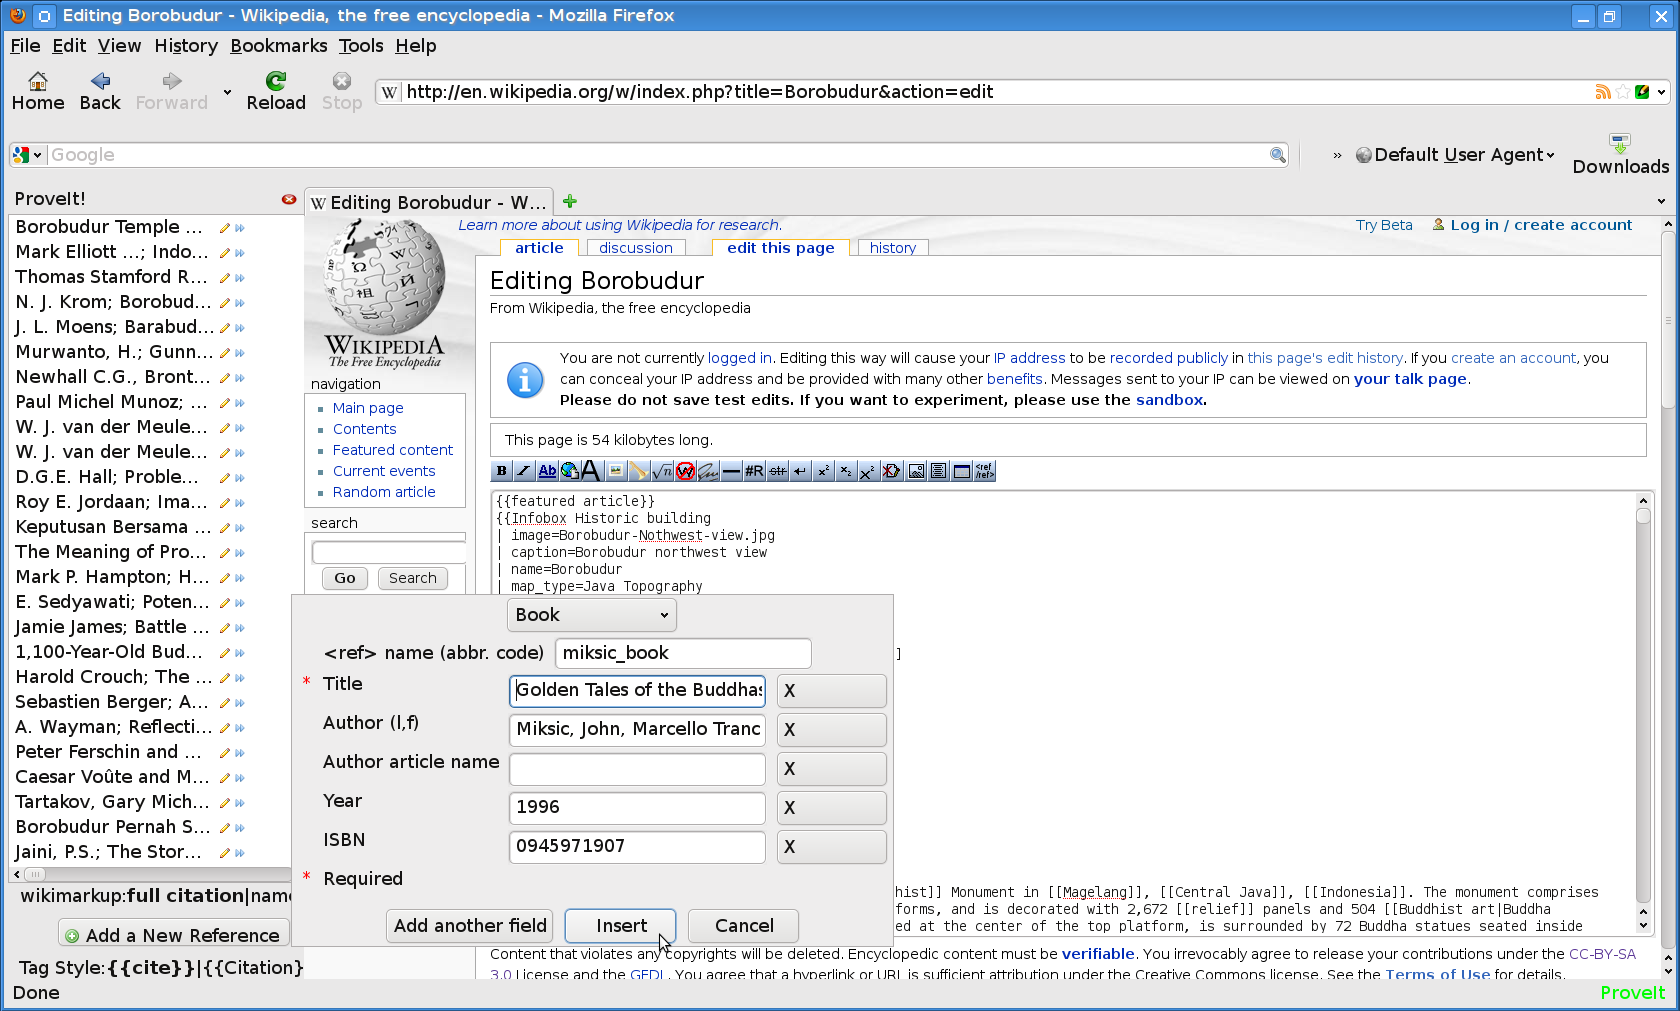 Editing Borobudur - Wikipedia, the free encyclopedia - Mozilla Firefox
File Edit View History Bookmarks Tools Help
Home Back Forward Reload Stop
W http://en.wikipedia.org/w/index.php?title=Borobudur&action=edit
Google
» Default User Agent
Downloads
ProveIt!
Borobudur Temple ...
Mark Elliott ...; Indo...
Thomas Stamford R...
N. J. Krom; Borobud...
J. L. Moens; Barabud...
Murwanto, H.; Gunn...
Newhall C.G., Bront...
Paul Michel Munoz; ...
W. J. van der Meule...
W. J. van der Meule...
D.G.E. Hall; Proble...
Roy E. Jordaan; Ima...
Keputusan Bersama ...
The Meaning of Pro...
Mark P. Hampton; H...
E. Sedyawati; Poten...
Jamie James; Battle ...
1,100-Year-Old Bud...
Harold Crouch; The ...
Sebastien Berger; A...
A. Wayman; Reflecti...
Peter Ferschin and ...
Caesar Voûte and M...
Tartakov, Gary Mich...
Borobudur Pernah S...
Jaini, P.S.; The Stor...
wikimarkup:full citation|name
Add a New Reference
Tag Style:{{cite}}|{{Citation}
W Editing Borobudur - W...
WIKIPEDIA
The Free Encyclopedia
navigation
Main page
Contents
Featured content
Current events
Random article
search
Go Search
Learn more about using Wikipedia for research.
Try Beta Log in / create account
article discussion edit this page history
Editing Borobudur
From Wikipedia, the free encyclopedia
You are not currently logged in. Editing this way will cause your IP address to be recorded publicly in this page's edit history. If you create an account, you
can conceal your IP address and be provided with many other benefits. Messages sent to your IP can be viewed on your talk page.
Please do not save test edits. If you want to experiment, please use the sandbox.
This page is 54 kilobytes long.
B I Ab A √n W #R str x² x₂ x² <ref /ref>
{{featured article}}
{{Infobox Historic building
| image=Borobudur-Nothwest-view.jpg
| caption=Borobudur northwest view
| name=Borobudur
| map_type=Java Topography
]
Book
<ref> name (abbr. code) miksic_book
* Title Golden Tales of the Buddhas X
Author (l,f) Miksic, John, Marcello Tranc X
Author article name X
Year 1996 X
ISBN 0945971907 X
* Required
Add another field Insert Cancel
hist]] Monument in [[Magelang]], [[Central Java]], [[Indonesia]]. The monument comprises
forms, and is decorated with 2,672 [[relief]] panels and 504 [[Buddhist art|Buddha
ed at the center of the top platform, is surrounded by 72 Buddha statues seated inside
Content that violates any copyrights will be deleted. Encyclopedic content must be verifiable. You irrevocably agree to release your contributions under the CC-BY-SA
3.0 License and the GFDL. You agree that a hyperlink or URL is sufficient attribution under the Creative Commons license. See the Terms of Use for details.
Done
ProveIt